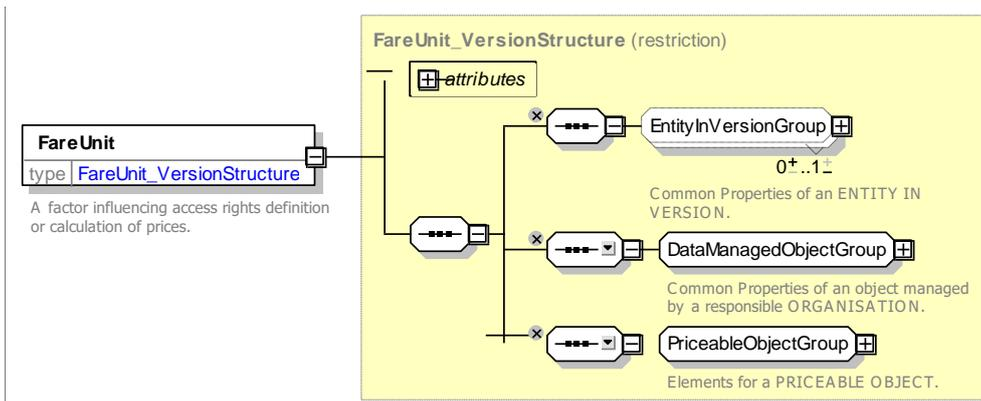 FareUnit_VersionStructure (restriction)
attributes
EntityInVersionGroup
0±..1±
Common Properties of an ENTITY IN
VERSION.
FareUnit
type FareUnit_VersionStructure
A factor influencing access rights definition
or calculation of prices.
DataManagedObjectGroup
Common Properties of an object managed
by a responsible ORGANISATION.
PriceableObjectGroup
Elements for a PRICEABLE OBJECT.